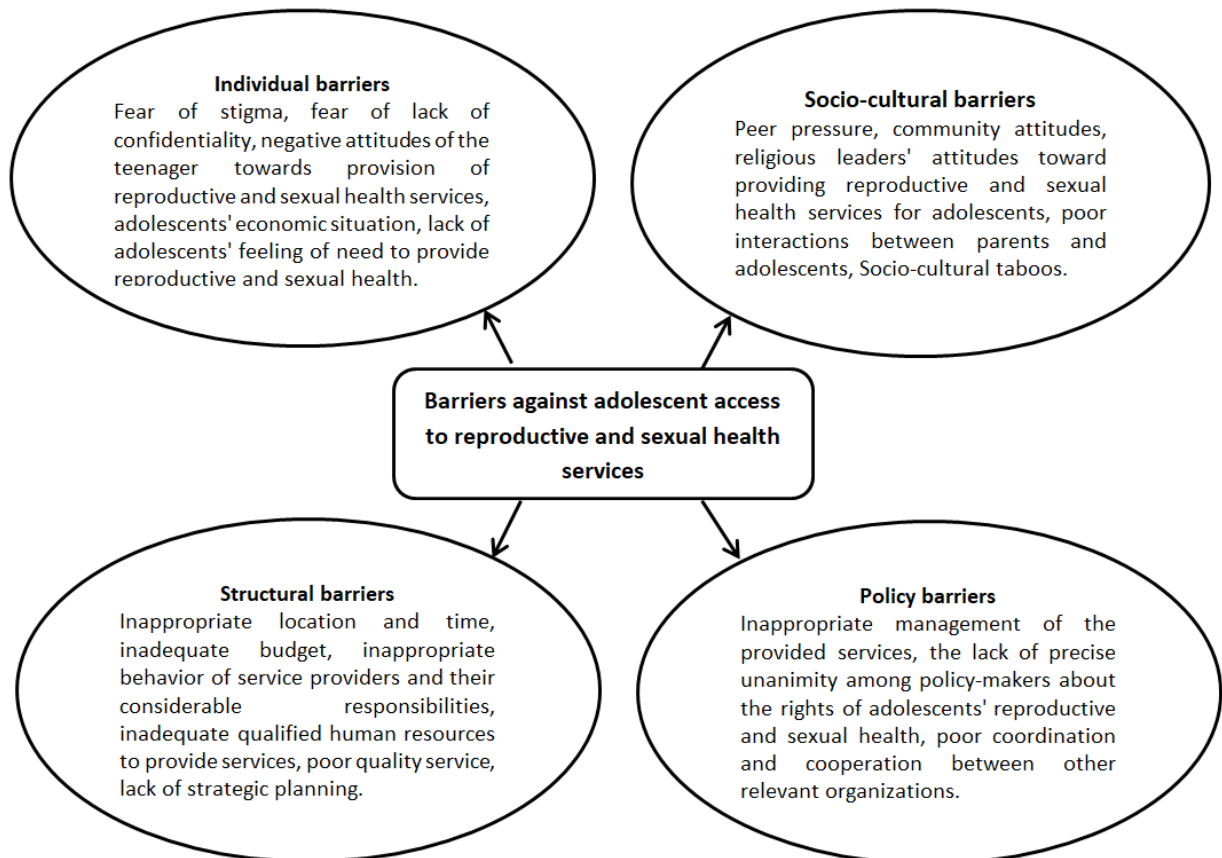 Individual barriers
Fear of stigma, fear of lack of
confidentiality, negative attitudes of the
teenager towards provision of
reproductive and sexual health services,
adolescents' economic situation, lack of
adolescents' feeling of need to provide
reproductive and sexual health.
Socio-cultural barriers
Peer pressure, community attitudes,
religious leaders' attitudes toward
providing reproductive and sexual
health services for adolescents, poor
interactions between parents and
adolescents, Socio-cultural taboos.
Barriers against adolescent access
to reproductive and sexual health
services
Structural barriers
Inappropriate location and time,
inadequate budget, inappropriate
behavior of service providers and their
considerable responsibilities,
inadequate qualified human resources
to provide services, poor quality service,
lack of strategic planning.
Policy barriers
Inappropriate management of the
provided services, the lack of precise
unanimity among policy-makers about
the rights of adolescents' reproductive
and sexual health, poor coordination
and cooperation between other
relevant organizations.